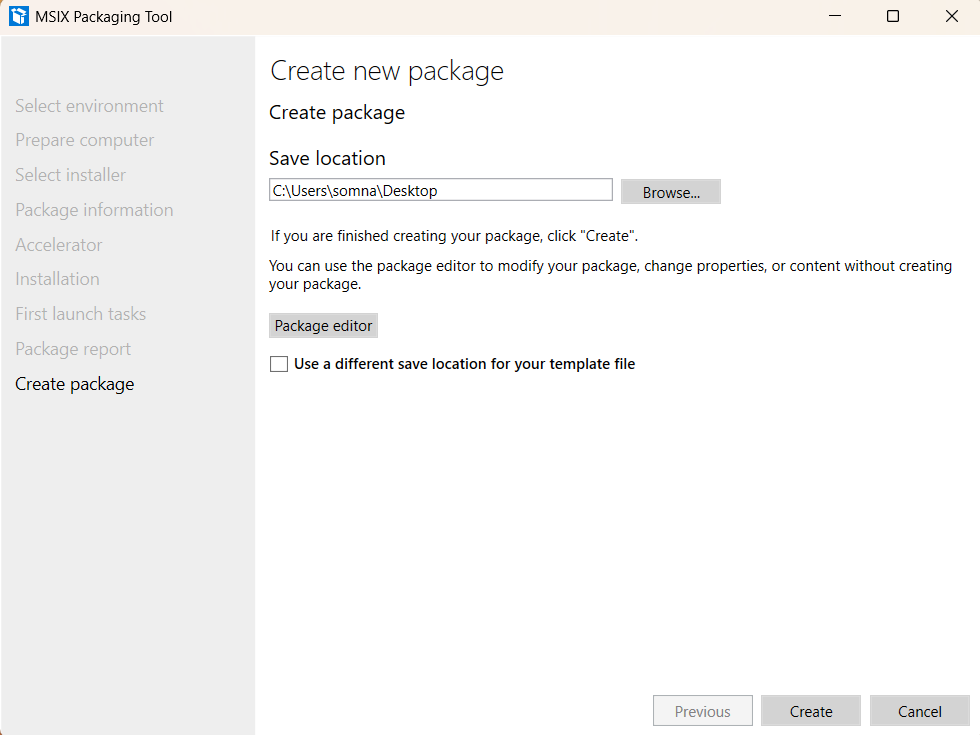 MSIX Packaging Tool
Select environment
Prepare computer
Select installer
Package information
Accelerator
Installation
First launch tasks
Package report
Create package
Create new package
Create package
Save location
C:\Users\somna\Desktop
Browse...
If you are finished creating your package, click "Create".
You can use the package editor to modify your package, change properties, or content without creating
your package.
Package editor
Use a different save location for your template file
Previous
Create
Cancel